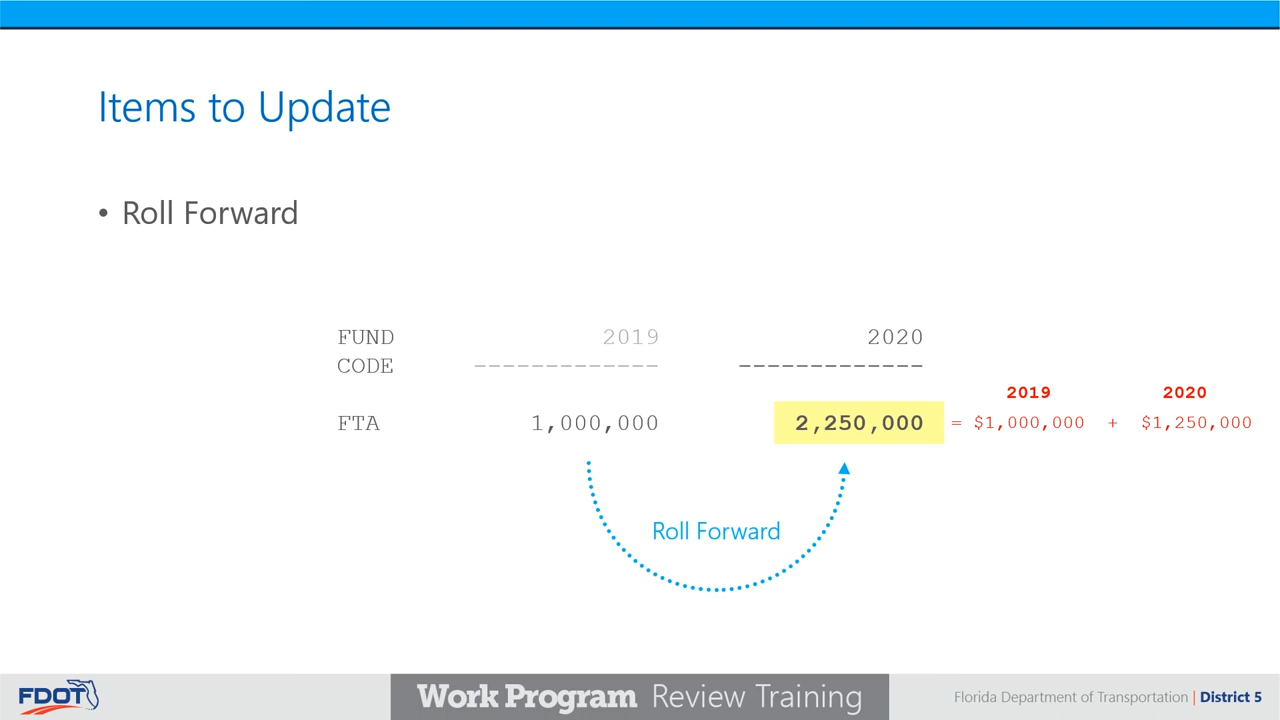 Items to Update
• Roll Forward
FUND 2019 2020
CODE ------------- -------------
2019 2020
FTA 1,000,000 2,250,000 = $1,000,000 + $1,250,000
Roll Forward
FDOT Work Program Review Training Florida Department of Transportation | District 5